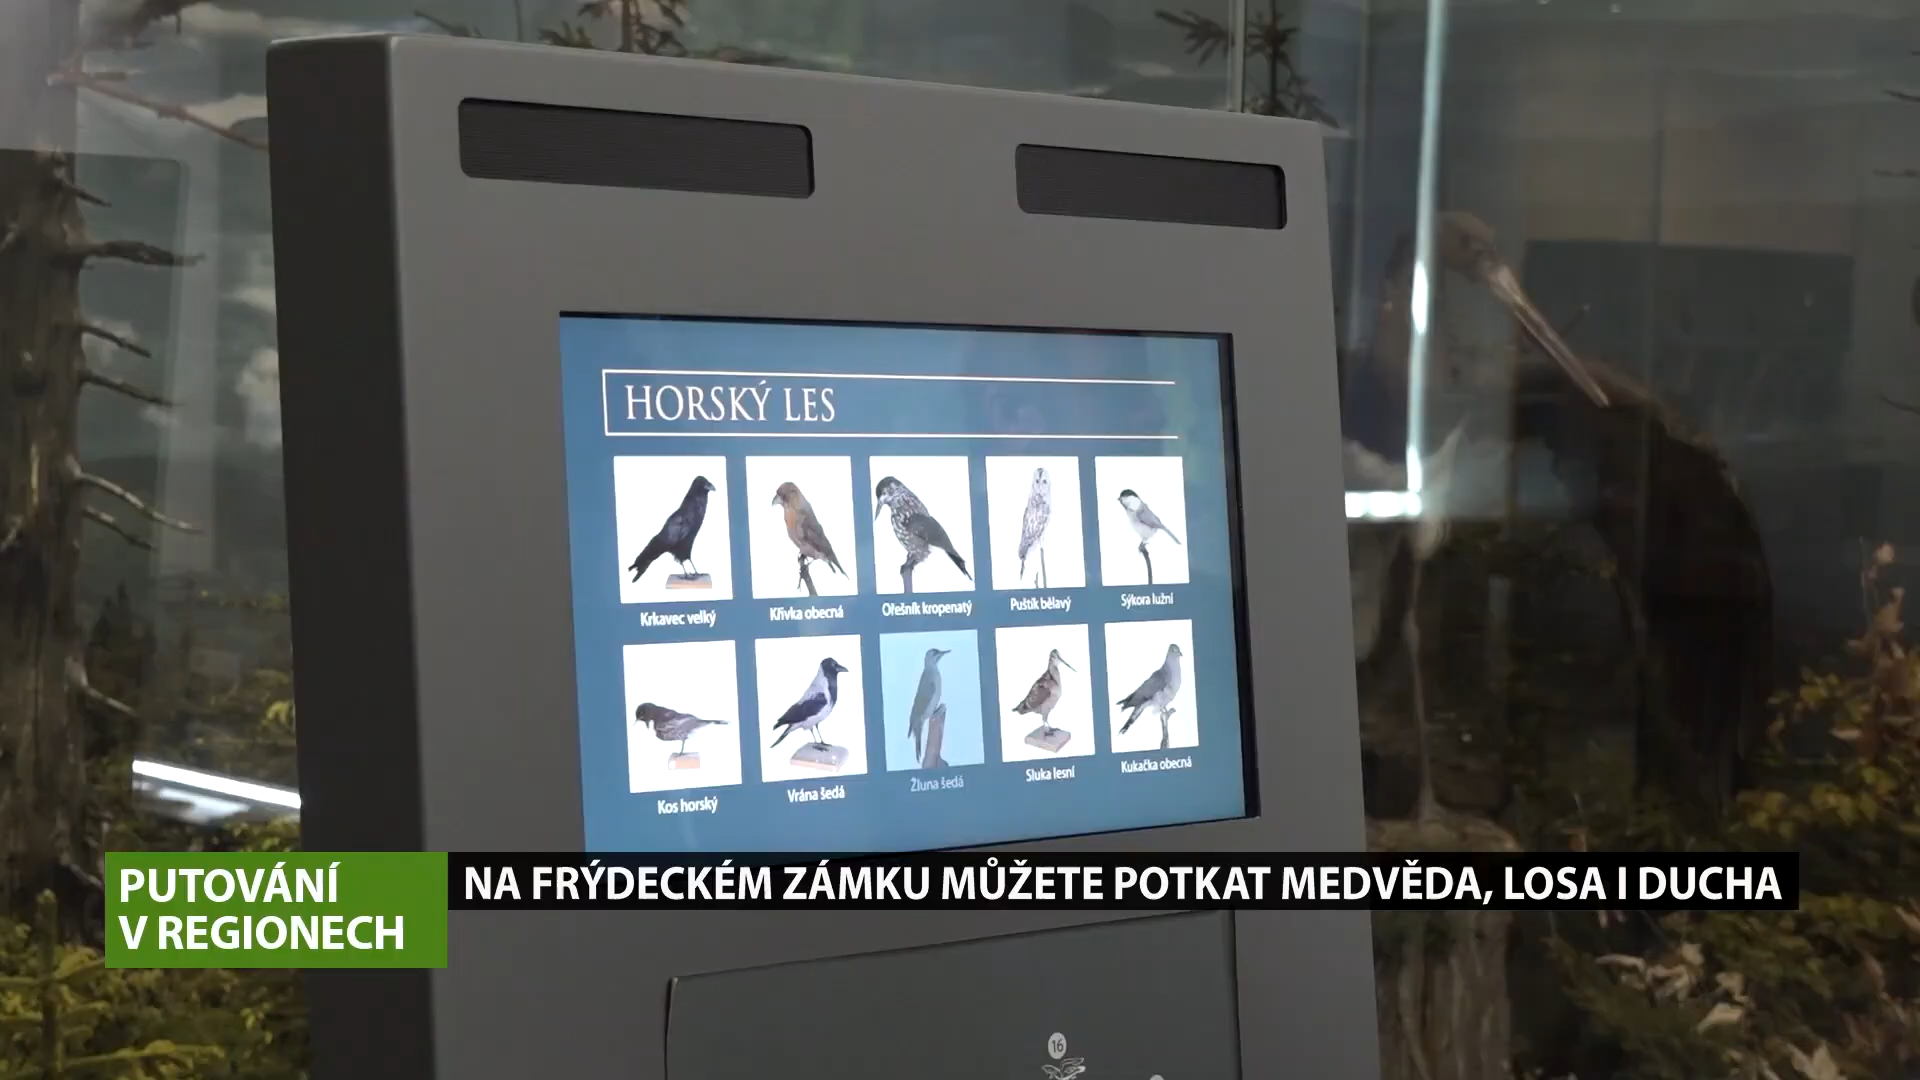 HORSKÝ LES
Krkavec velký
Křivka obecná
Ořešník kropenatý
Puštík bělavý
Sýkora lužní
Kos horský
Vrána šedá
Žluna šedá
Sluka lesní
Kukačka obecná
PUTOVÁNÍ
V REGIONECH
NA FRÝDECKÉM ZÁMKU MŮŽETE POTKAT MEDVĚDA, LOSA I DUCHA
16